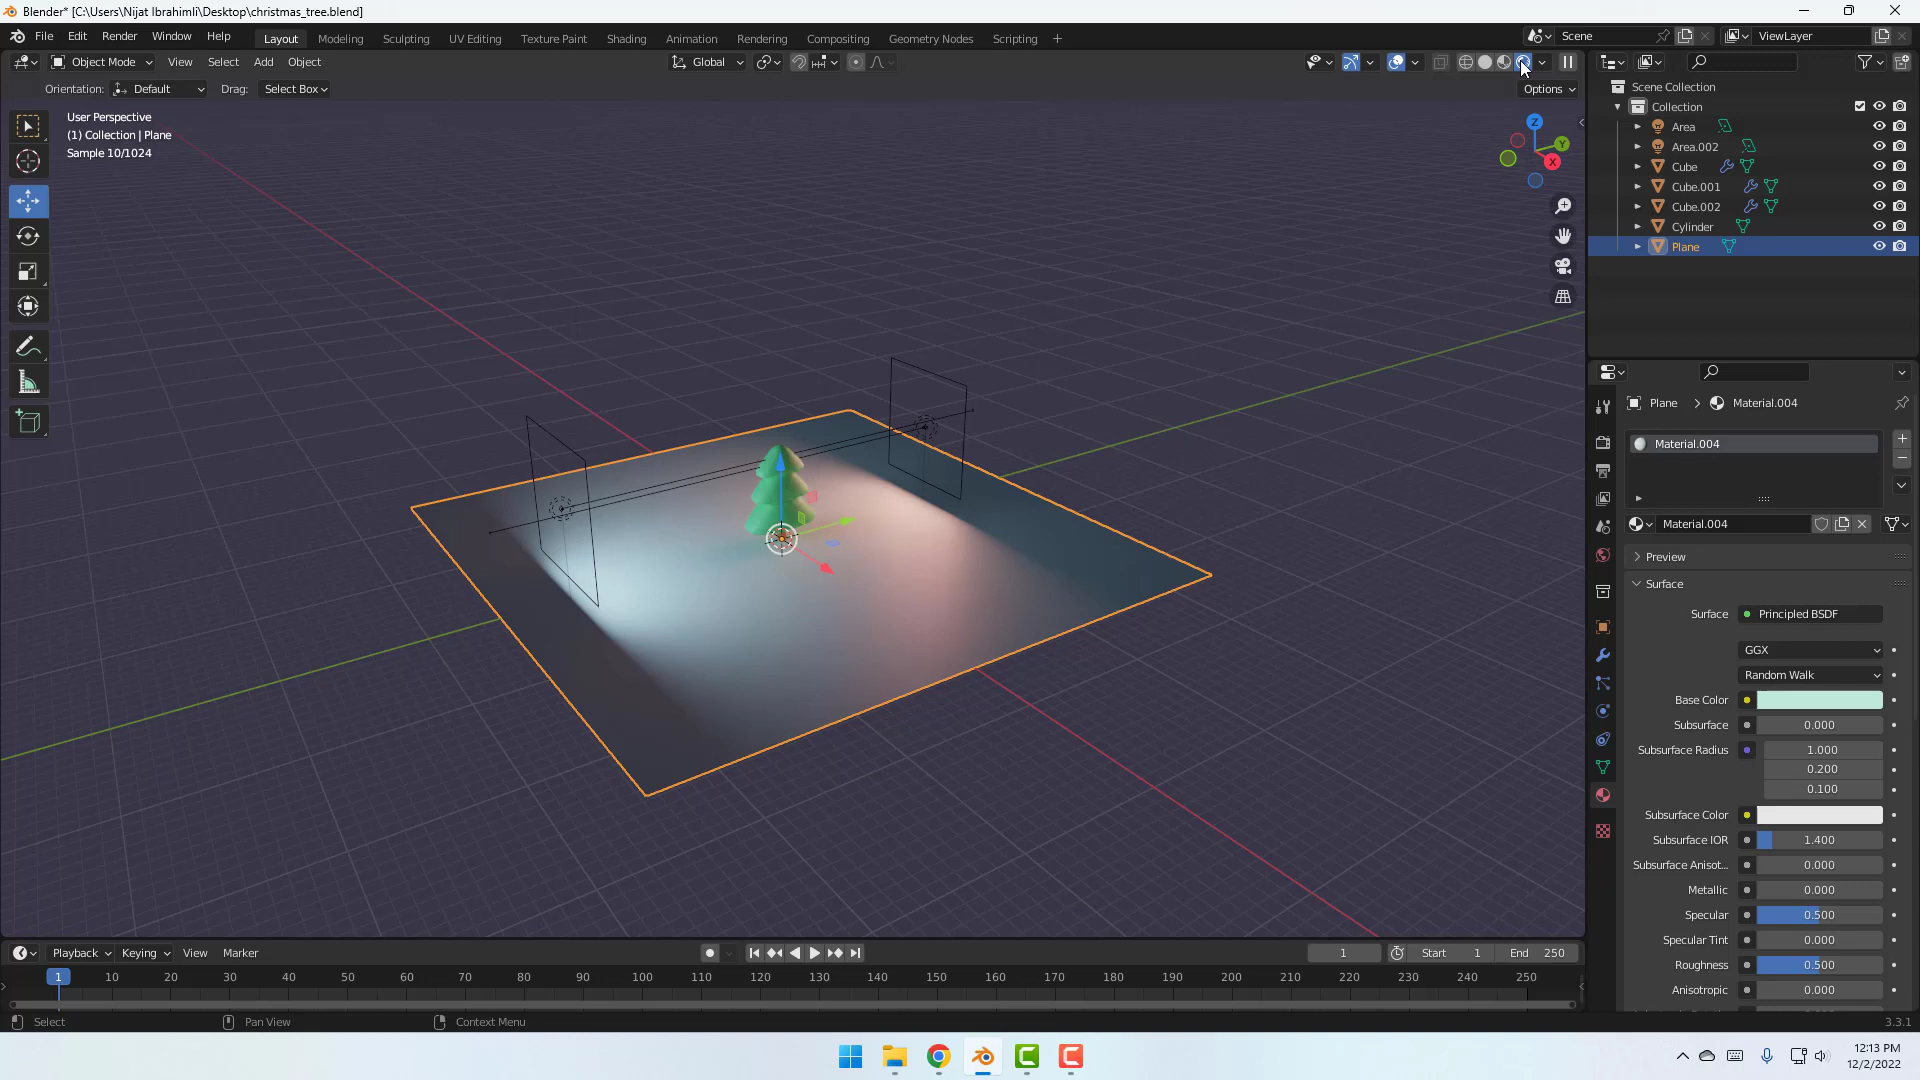 Blender* [C:\Users\Nijat Ibrahimli\Desktop\christmas_tree.blend]
File Edit Render Window Help Layout Modeling Sculpting UV Editing Texture Paint Shading Animation Rendering Compositing Geometry Nodes Scripting + Scene ViewLayer
Object Mode View Select Add Object Global
Orientation: Default Drag: Select Box Options
User Perspective
(1) Collection | Plane
Sample 10/1024
Z
Y
X
Scene Collection
Collection
Area
Area.002
Cube
Cube.001
Cube.002
Cylinder
Plane
Plane > Material.004
Material.004
Material.004
Preview
Surface
Surface Principled BSDF
GGX
Random Walk
Base Color
Subsurface 0.000
Subsurface Radius 1.000
0.200
0.100
Subsurface Color
Subsurface IOR 1.400
Subsurface Anisot... 0.000
Metallic 0.000
Specular 0.500
Specular Tint 0.000
Roughness 0.500
Anisotropic 0.000
Playback Keying View Marker 1 Start 1 End 250
1 10 20 30 40 50 60 70 80 90 100 110 120 130 140 150 160 170 180 190 200 210 220 230 240 250
Select Pan View Context Menu 3.3.1
12:13 PM
12/2/2022